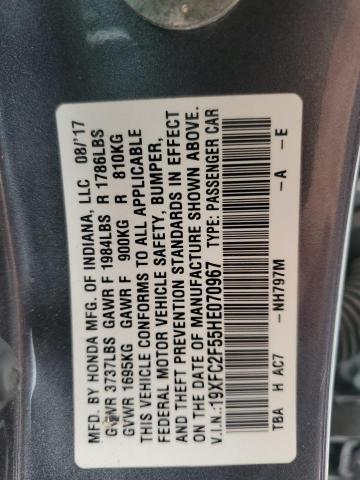 MFD. BY HONDA MFG. OF INDIANA, LLC 08/'17
GVWR 3737LBS GAWR F 1984LBS R 1786LBS
GVWR 1695KG GAWR F 900KG R 810KG
THIS VEHICLE CONFORMS TO ALL APPLICABLE
FEDERAL MOTOR VEHICLE SAFETY, BUMPER,
AND THEFT PREVENTION STANDARDS IN EFFECT
ON THE DATE OF MANUFACTURE SHOWN ABOVE.
V.I.N.:19XFC2F55HE070967 TYPE: PASSENGER CAR
TBA H AC7 -NH797M -A -E